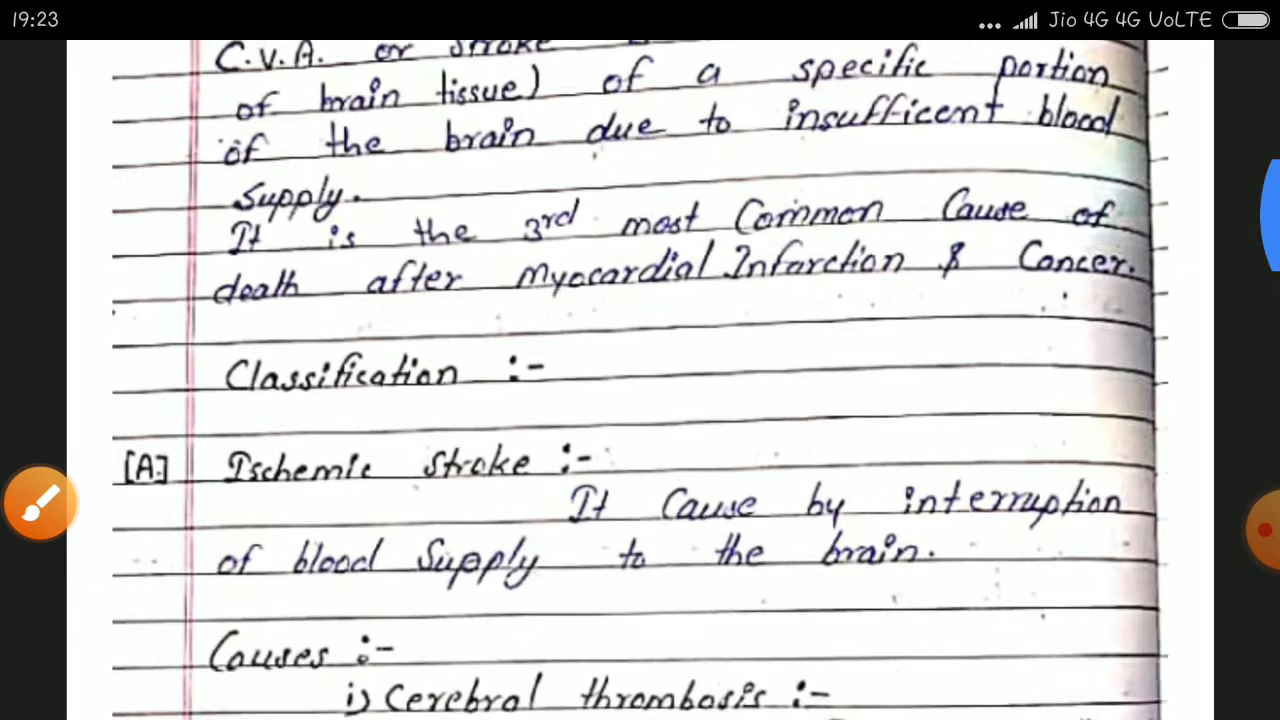 19:23
... Jio 4G 4G VoLTE
C.V.A. or Stroke
of brain tissue) of a specific portion
of the brain due to insufficent blood
Supply.
It is the 3rd most Common Cause of
death after Myocardial Infarction & Cancer.
Classification :-
[A] Ischemic Stroke :-
It Cause by interruption
of blood Supply to the brain.
Causes :-
i) Cerebral thrombosis :-